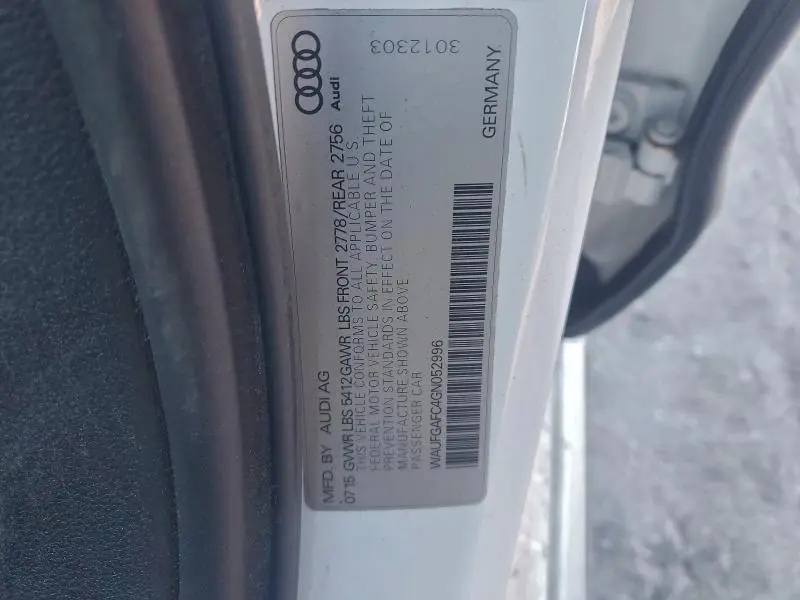 3012303
Audi
MFD. BY AUDI AG
07 15 GVWR LBS 5412 GAWR LBS FRONT 2778/REAR 2756
THIS VEHICLE CONFORMS TO ALL APPLICABLE U.S.
FEDERAL MOTOR VEHICLE SAFETY, BUMPER AND THEFT
PREVENTION STANDARDS IN EFFECT ON THE DATE OF
MANUFACTURE SHOWN ABOVE
PASSENGER CAR
WAUFGAFC4GN052996
GERMANY